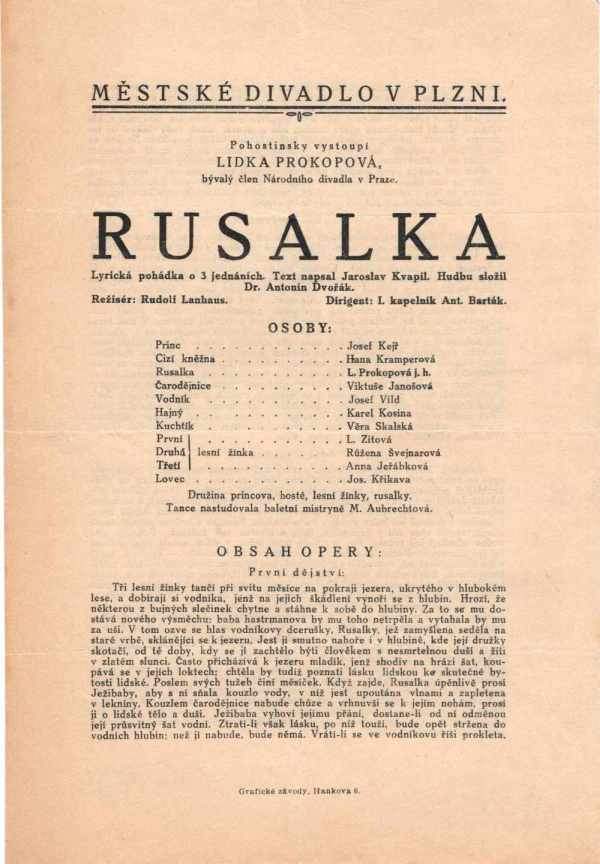 MĚSTSKÉ DIVADLO V PLZNI.
Pohostinsky vystoupí
LIDKA PROKOPOVÁ,
bývalý člen Národního divadla v Praze.
RUSALKA
Lyrická pohádka o 3 jednáních. Text napsal Jaroslav Kvapil. Hudbu složil
Dr. Antonín Dvořák.
Režisér: Rudolf Lanhaus. Dirigent: I. kapelník Ant. Barták.
OSOBY:
Princ . . . . . . . . . . . Josef Kejř
Cizí kněžna . . . . . . . . . Hana Kramperová
Rusalka . . . . . . . . . . L. Prokopová j. h.
Čarodějnice . . . . . . . . . Viktuše Janošová
Vodník . . . . . . . . . . Josef Vild
Hajný . . . . . . . . . . . Karel Kosina
Kuchtík . . . . . . . . . . Věra Skalská
První . . . . . . . . . . L. Zitová
Druhá lesní žínka . . . . . Růžena Švejnarová
Třetí . . . . . . . . . . Anna Jeřábková
Lovec . . . . . . . . . . . Jos. Křikava
Družina princova, hosté, lesní žínky, rusalky.
Tance nastudovala baletní mistryně M. Aubrechtová.
OBSAH OPERY:
První dějství:
Tři lesní žínky tančí při svitu měsíce na pokraji jezera, ukrytého v hlubokém
lese, a dobírají si vodníka, jenž na jejich škádlení vynoří se z hlubin. Hrozí, že
některou z bujných slečinek chytne a stáhne k sobě do hlubiny. Za to se mu do-
stává nového výsměchu: baba hastrmanova by mu toho netrpěla a vytahala by mu
za uši. V tom ozve se hlas vodníkovy dcerušky, Rusalky, jež zamyšlena seděla na
staré vrbě, sklánějící se k jezeru. Jest jí smutno nahoře i v hlubině, kde její družky
skotačí, od té doby, kdy se jí zachtělo býti člověkem s nesmrtelnou duší a žíti
v zlatém slunci. Často přicházívá k jezeru mladík, jenž shodiv na hrázi šat, kou-
pává se v jejich loktech; chtěla by tudíž poznati lásku lidskou ke skutečné by-
tosti lidské. Poslem svých tužeb činí měsíček. Když zajde, Rusalka úpěnlivě prosí
Ježibabu, aby s ní sňala kouzlo vody, v níž jest upoutána vlnami a zapletena
v lekníny. Kouzlem čarodějnice nabude chůze a vrhnuvši se k jejím nohám, prosí
ji o lidské tělo a duši. Ježibaba vyhoví jejímu přání, dostane-li od ní odměnou
její průsvitný šat vodní. Ztratí-li však lásku, po níž touží, bude opět stržena do
vodních hlubin; než ji nabude, bude němá. Vrátí-li se ve vodníkovu říši prokleta,
Grafické závody, Hankova 6.